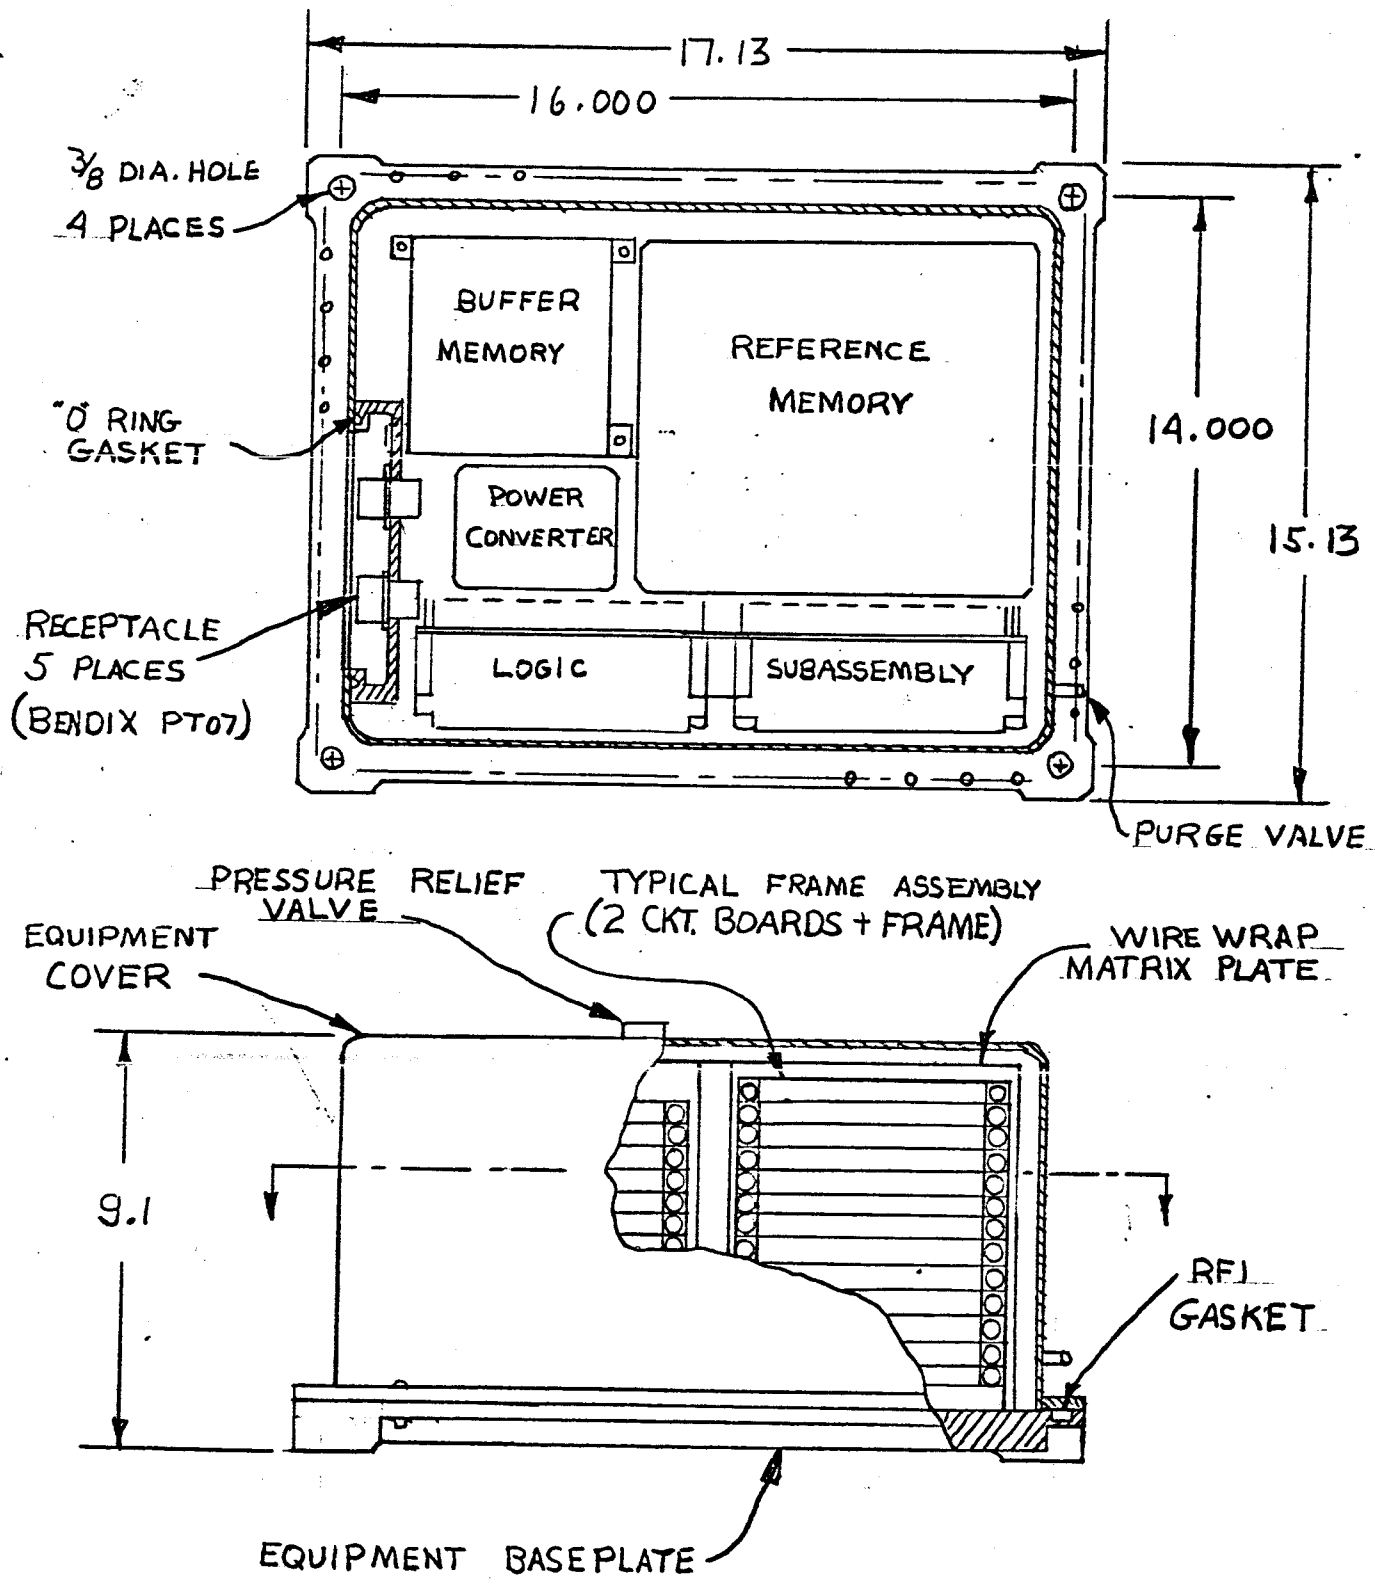 17.13
16.000
3/8 DIA. HOLE
4 PLACES
BUFFER
MEMORY
REFERENCE
MEMORY
"O" RING
GASKET
14.000
POWER
CONVERTER
15.13
RECEPTACLE
5 PLACES
(BENDIX PT07)
LOGIC
SUBASSEMBLY
PURGE VALVE
PRESSURE RELIEF
VALVE
TYPICAL FRAME ASSEMBLY
(2 CKT. BOARDS + FRAME)
EQUIPMENT
COVER
WIRE WRAP
MATRIX PLATE
9.1
RFI
GASKET
EQUIPMENT BASEPLATE